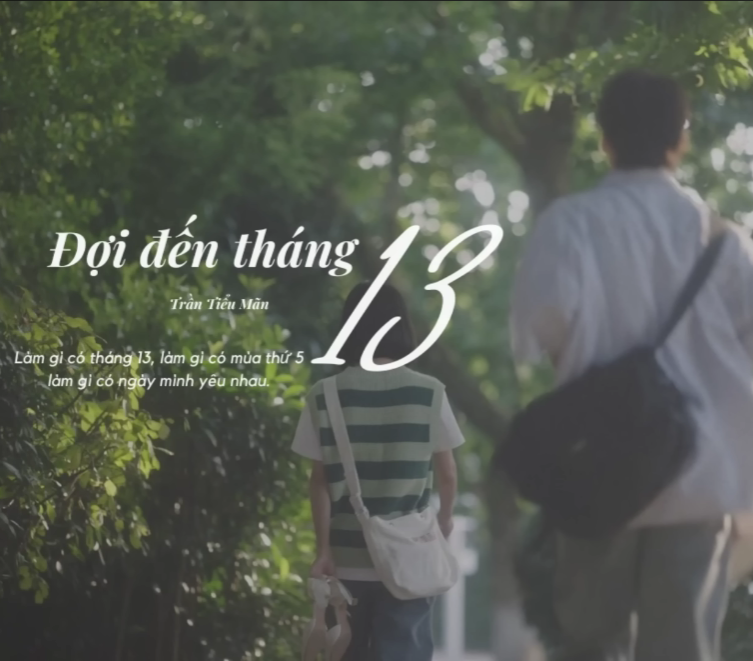 Đợi đến tháng 13
Trần Tiểu Mãn
Làm gì có tháng 13, làm gì có mùa thứ 5
làm gì có ngày mình yêu nhau.